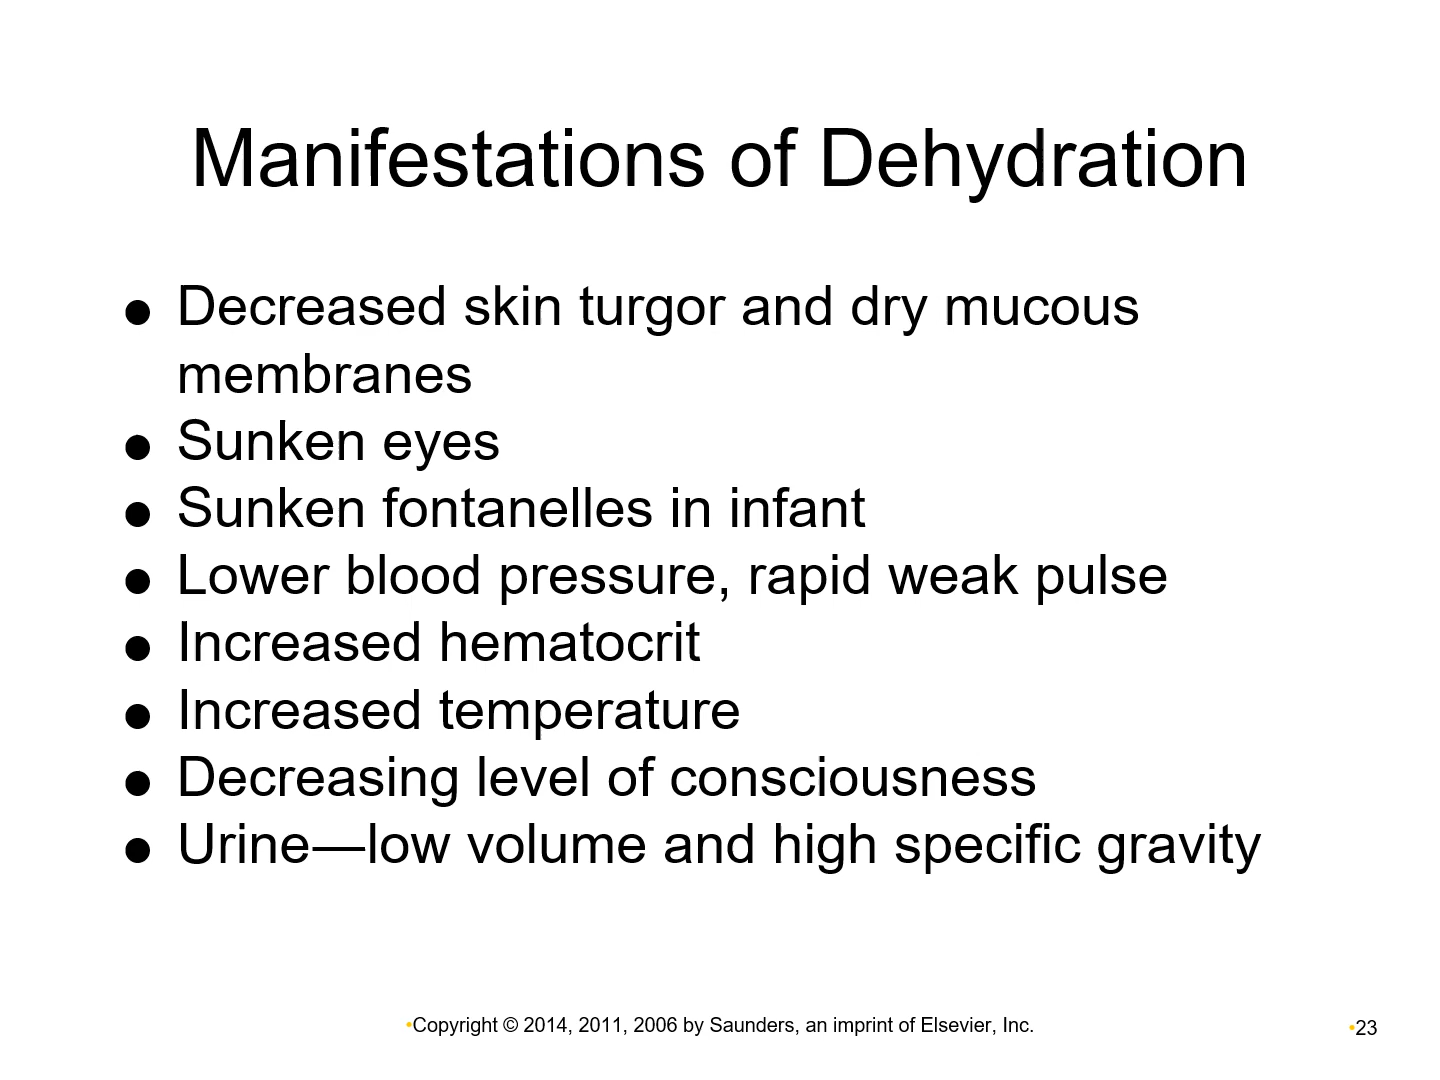 Manifestations of Dehydration
● Decreased skin turgor and dry mucous
membranes
● Sunken eyes
● Sunken fontanelles in infant
● Lower blood pressure, rapid weak pulse
● Increased hematocrit
● Increased temperature
● Decreasing level of consciousness
● Urine—low volume and high specific gravity
•Copyright © 2014, 2011, 2006 by Saunders, an imprint of Elsevier, Inc.
•23